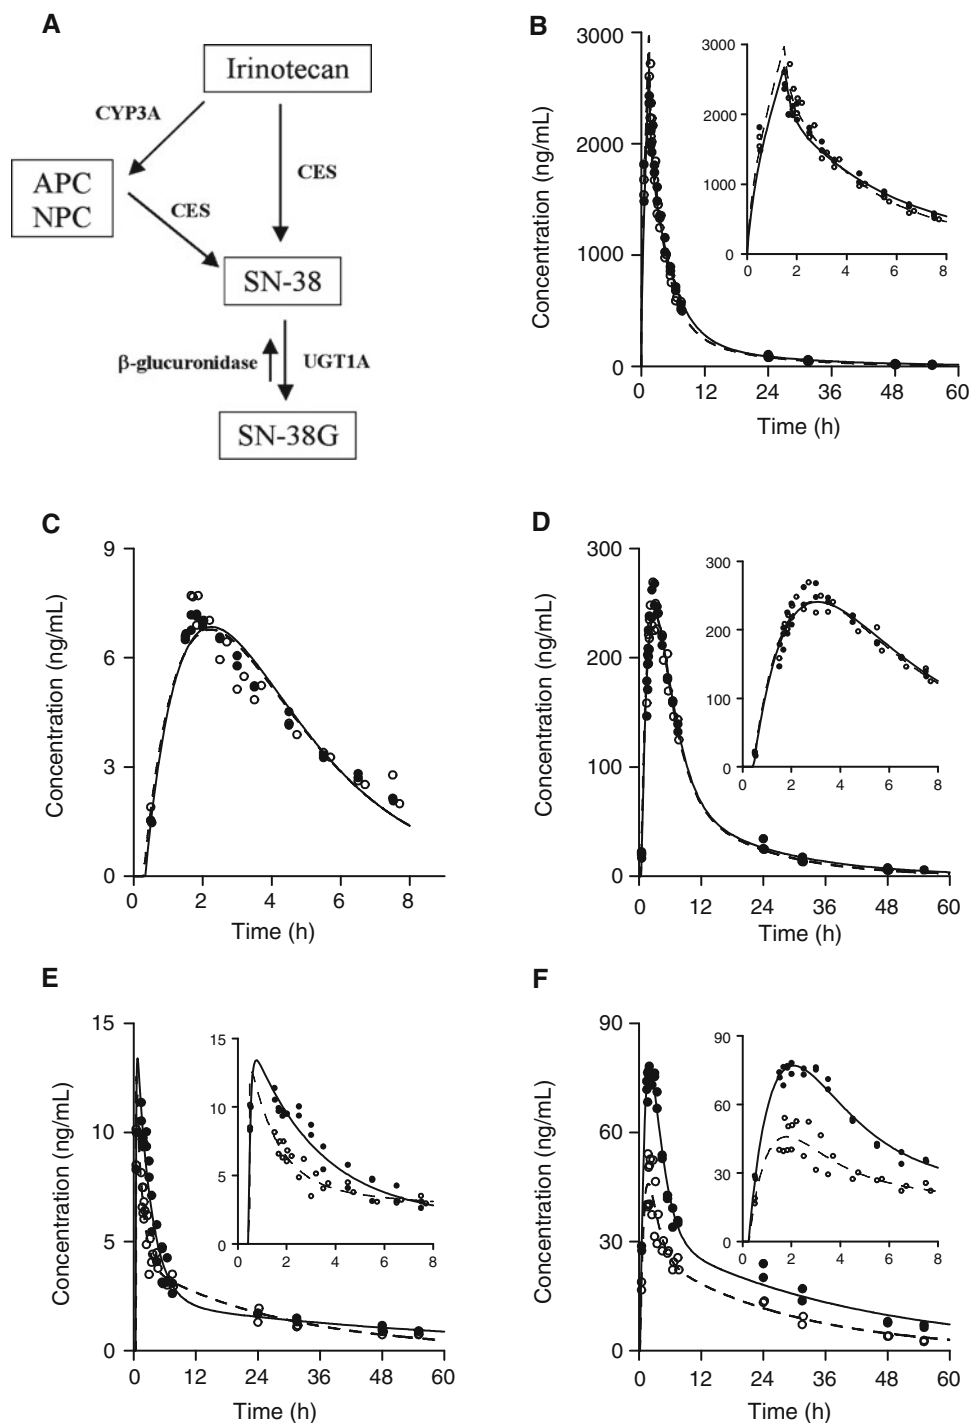 A
Irinotecan
CYP3A
CES
APC
NPC
CES
SN-38
β-glucuronidase
UGT1A
SN-38G
B
Concentration (ng/mL)
3000
2000
1000
0
0 12 24 36 48 60
Time (h)
3000
3000
1000
0
0 2 4 6 8
C
Concentration (ng/mL)
9
6
3
0
0 2 4 6 8
Time (h)
D
Concentration (ng/mL)
300
200
100
0
0 12 24 36 48 60
Time (h)
300
200
100
0
0 2 4 6 8
E
Concentration (ng/mL)
15
10
5
0
0 12 24 36 48 60
Time (h)
15
10
5
0
0 2 4 6 8
F
Concentration (ng/mL)
90
60
30
0
0 12 24 36 48 60
Time (h)
90
60
30
0
0 2 4 6 8